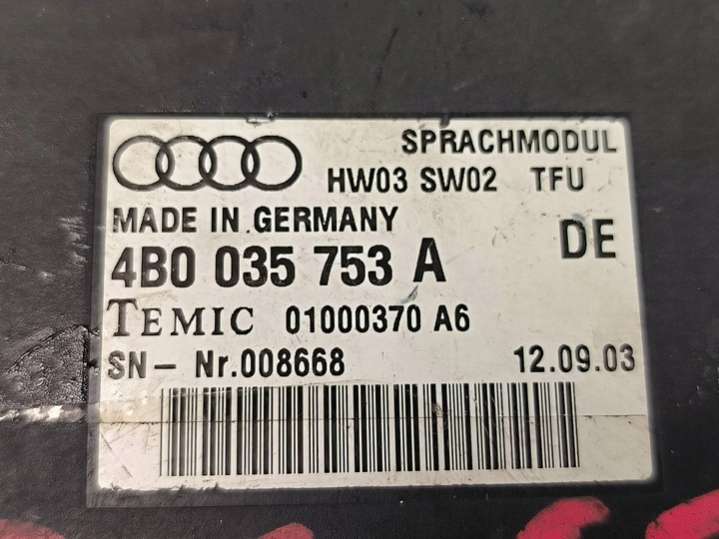 SPRACHMODUL
HW03 SW02 TFU
MADE IN GERMANY
DE
4B0 035 753 A
TEMIC 01000370 A6
SN- Nr.008668 12.09.03